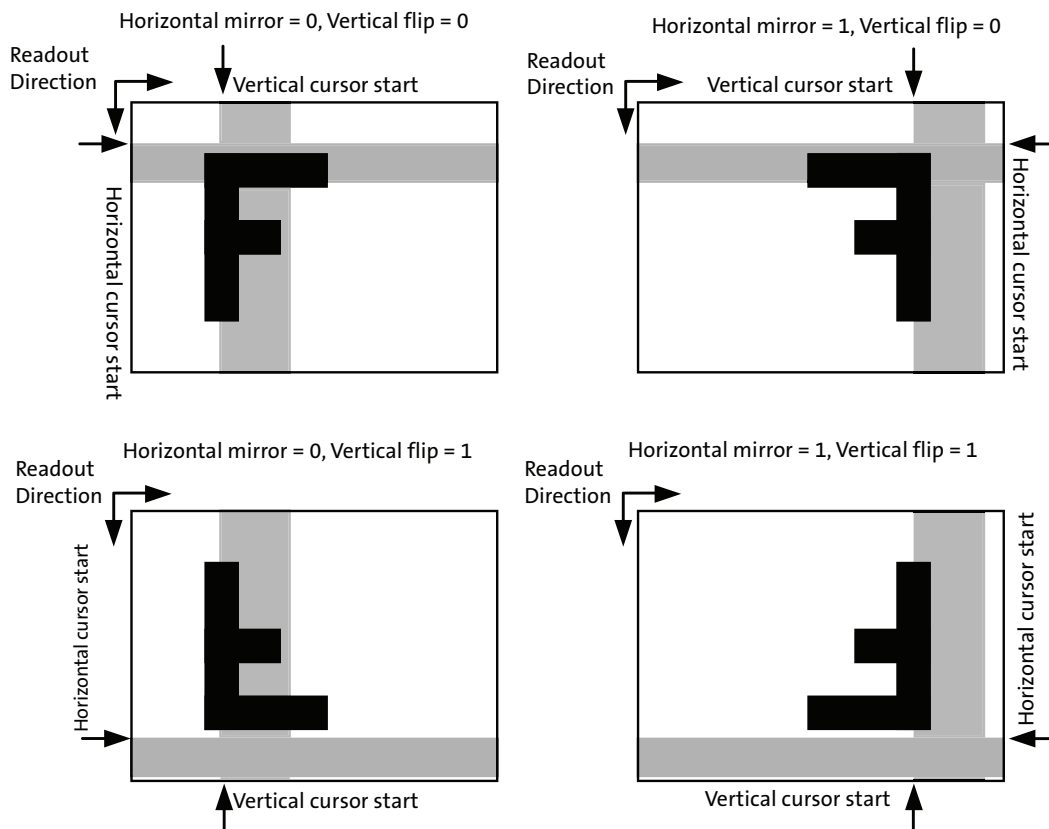 Horizontal mirror = 0, Vertical flip = 0
Readout
Direction
Vertical cursor start
Horizontal cursor start
Horizontal mirror = 1, Vertical flip = 0
Readout
Direction
Vertical cursor start
Horizontal cursor start
Horizontal mirror = 0, Vertical flip = 1
Readout
Direction
Horizontal cursor start
Vertical cursor start
Horizontal mirror = 1, Vertical flip = 1
Readout
Direction
Horizontal cursor start
Vertical cursor start